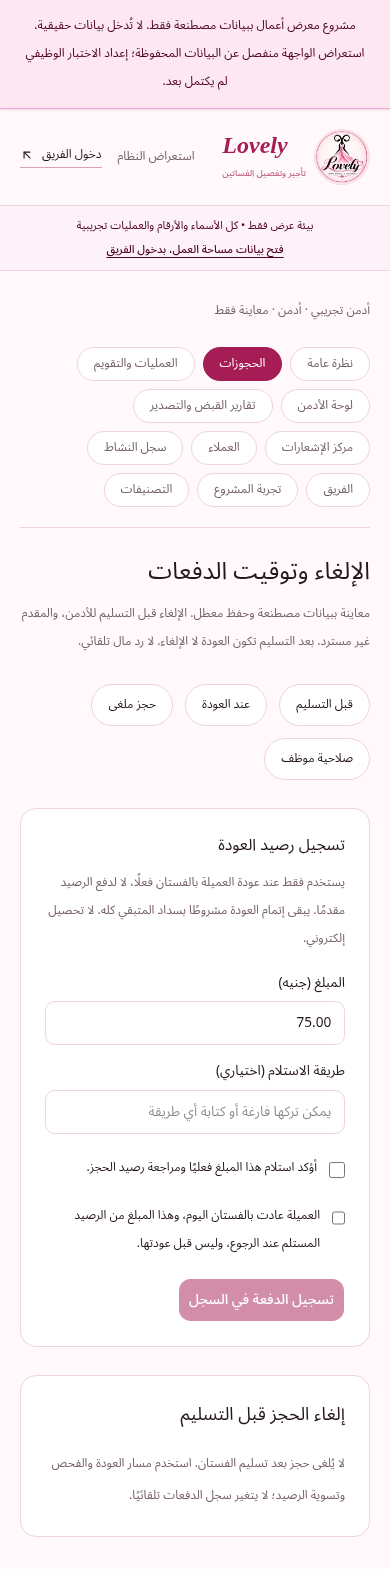 مشروع معرض أعمال ببيانات مصطنعة فقط. لا تُدخل بيانات حقيقية.
استعراض الواجهة منفصل عن البيانات المحفوظة؛ إعداد الاختبار الوظيفي
لم يكتمل بعد.
Lovely
تأجير وتفصيل الفساتين
استعراض النظام
دخول الفريق
بيئة عرض فقط • كل الأسماء والأرقام والعمليات تجريبية
فتح بيانات مساحة العمل، بدخول الفريق
أدمن تجريبي · أدمن · معاينة فقط
نظرة عامة
الحجوزات
العمليات والتقويم
لوحة الأدمن
تقارير القبض والتصدير
مركز الإشعارات
العملاء
سجل النشاط
الفريق
تجربة المشروع
التصنيفات
الإلغاء وتوقيت الدفعات
معاينة ببيانات مصطنعة وحفظ معطل. الإلغاء قبل التسليم للأدمن، والمقدم
غير مسترد. بعد التسليم تكون العودة لا الإلغاء. لا رد مال تلقائي.
قبل التسليم
عند العودة
حجز ملغى
صلاحية موظف
تسجيل رصيد العودة
يستخدم فقط عند عودة العميلة بالفستان فعلًا، لا لدفع الرصيد
مقدمًا. يبقى إتمام العودة مشروطًا بسداد المتبقي كله. لا تحصيل
إلكتروني.
المبلغ (جنيه)
75.00
طريقة الاستلام (اختياري)
يمكن تركها فارغة أو كتابة أي طريقة
أؤكد استلام هذا المبلغ فعليًا ومراجعة رصيد الحجز.
العميلة عادت بالفستان اليوم، وهذا المبلغ من الرصيد
المستلم عند الرجوع، وليس قبل عودتها.
تسجيل الدفعة في السجل
إلغاء الحجز قبل التسليم
لا يُلغى حجز بعد تسليم الفستان. استخدم مسار العودة والفحص
وتسوية الرصيد؛ لا يتغير سجل الدفعات تلقائيًا.